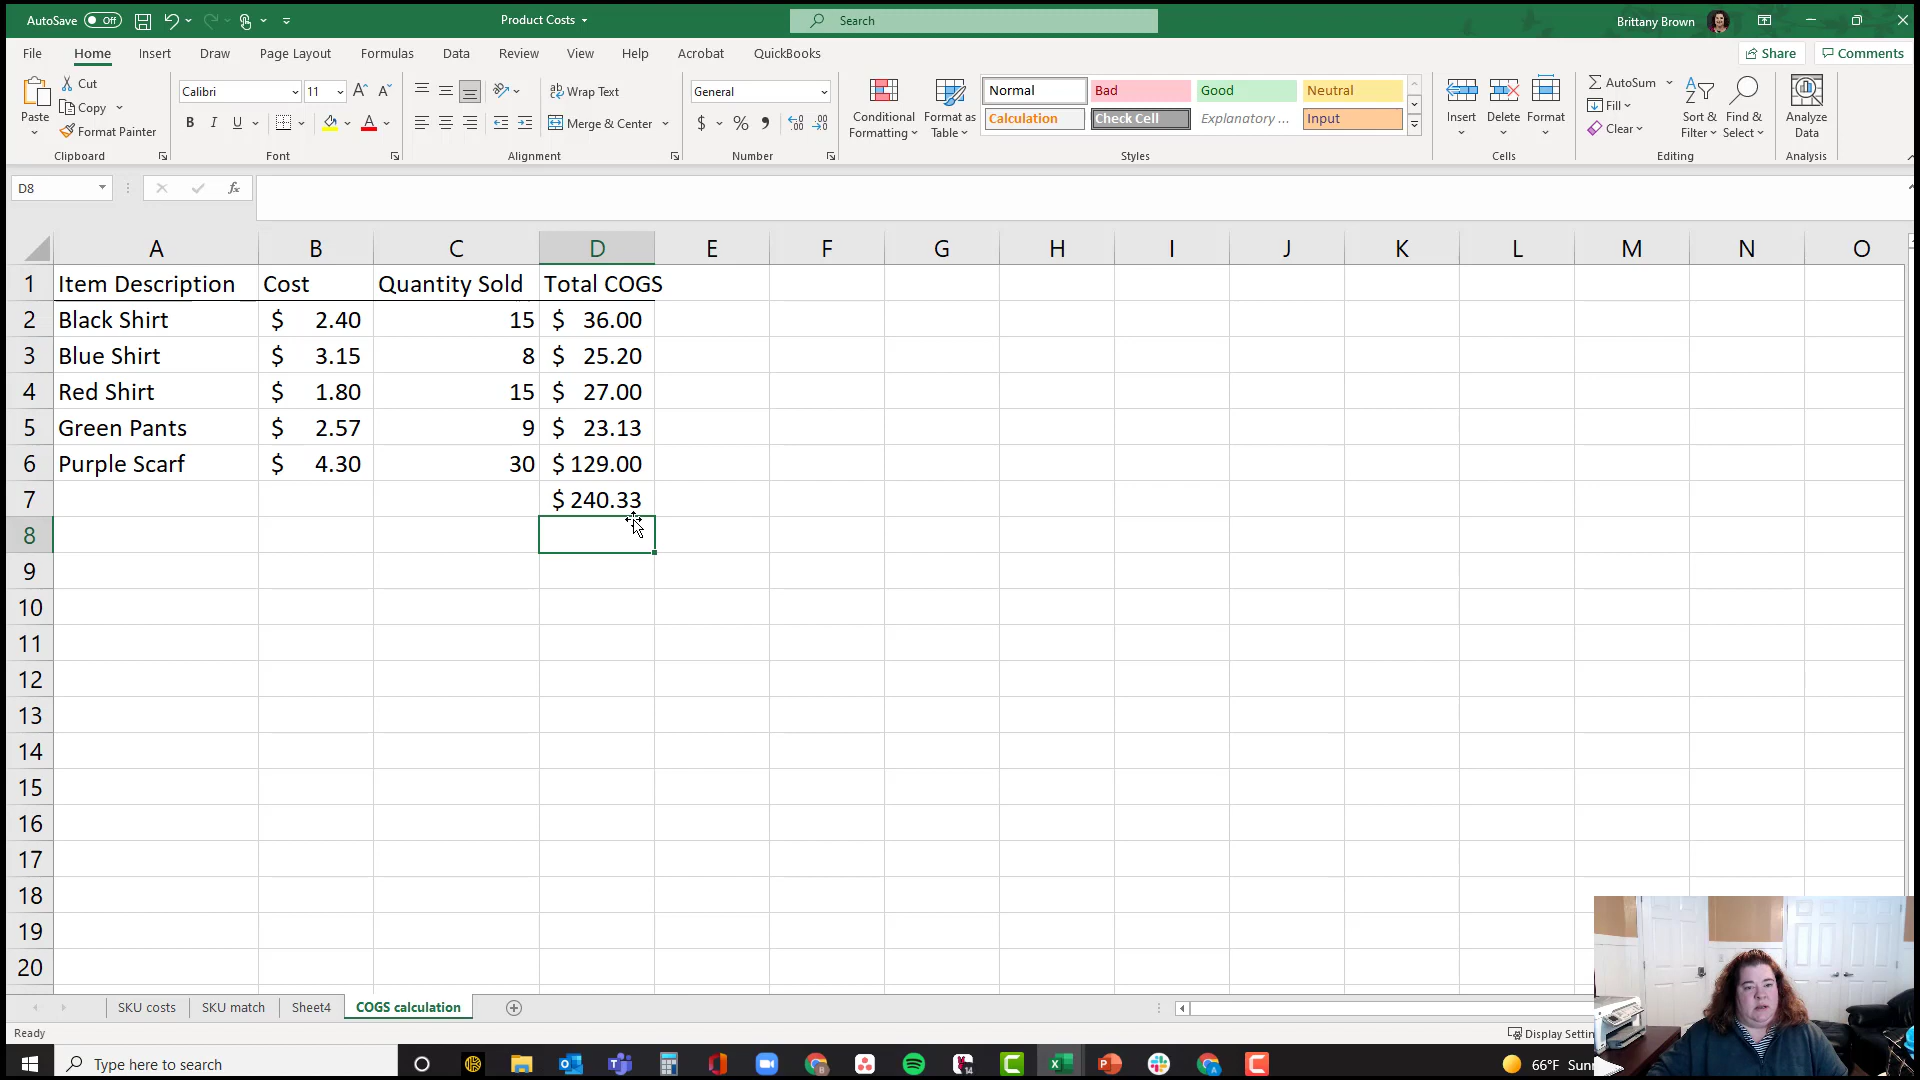 AutoSave Off Product Costs Search Brittany Brown
File Home Insert Draw Page Layout Formulas Data Review View Help Acrobat QuickBooks Share Comments
Paste Cut Copy Format Painter Clipboard
Calibri 11 B I U A Font
Wrap Text Merge & Center Alignment
General $ % Number
Conditional Formatting Format as Table
Normal Bad Good Neutral
Calculation Check Cell Explanatory ... Input
Styles
Insert Delete Format Cells
AutoSum Fill Clear Sort & Filter Find & Select Editing
Analyze Data Analysis
D8 fx
A B C D E F G H I J K L M N O
1 Item Description Cost Quantity Sold Total COGS
2 Black Shirt $ 2.40 15 $ 36.00
3 Blue Shirt $ 3.15 8 $ 25.20
4 Red Shirt $ 1.80 15 $ 27.00
5 Green Pants $ 2.57 9 $ 23.13
6 Purple Scarf $ 4.30 30 $ 129.00
7 $ 240.33
8
9
10
11
12
13
14
15
16
17
18
19
20
SKU costs SKU match Sheet4 COGS calculation
Ready Display Settin
Type here to search 66°F Sunn